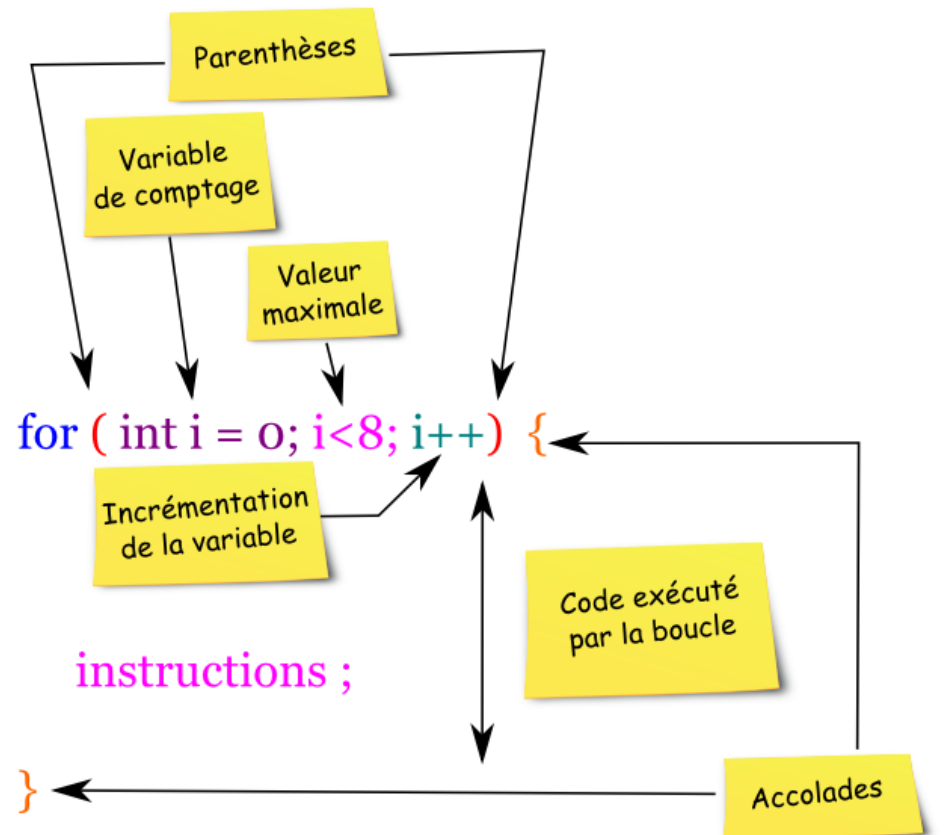 Parenthèses
Variable
de comptage
Valeur
maximale
for ( int i = 0; i<8; i++) {
Incrémentation
de la variable
Code exécuté
par la boucle
instructions ;
}
Accolades